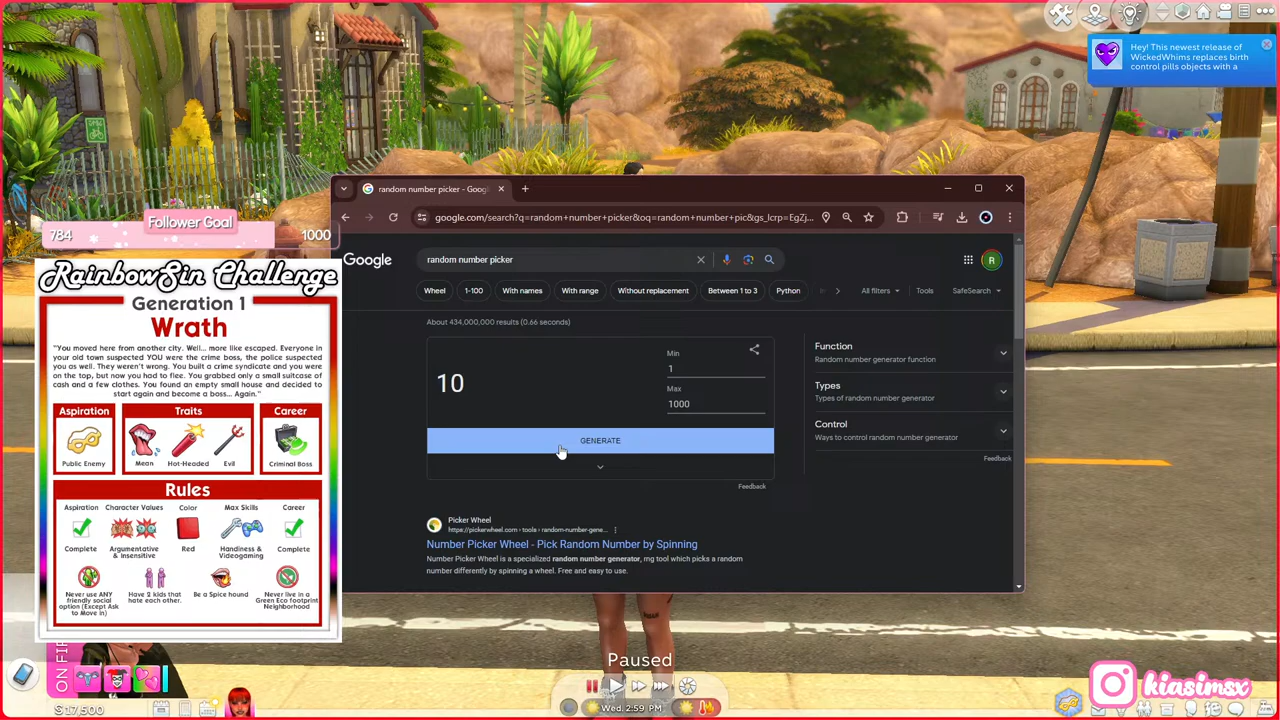 Hey! This newest release of
WickedWhims replaces birth
control pills objects with a
random number picker - Goog
google.com/search?q=random+number+picker&oq=random+number+pic&gs_lcrp=EgZj...
Follower Goal
784
1000
Google
random number picker
R
Wheel
1-100
With names
With range
Without replacement
Between 1 to 3
Python
All filters
Tools
SafeSearch
About 434,000,000 results (0.66 seconds)
10
Min
1
Max
1000
GENERATE
Feedback
Function
Random number generator function
Types
Types of random number generator
Control
Ways to control random number generator
Feedback
Picker Wheel
https://pickerwheel.com › tools › random-number-gene...
Number Picker Wheel - Pick Random Number by Spinning
Number Picker Wheel is a specialized random number generator, rng tool which picks a random
number differently by spinning a wheel. Free and easy to use.
RainbowSin Challenge
Generation 1
Wrath
"You moved here from another city. Well... more like escaped. Everyone in
your old town suspected YOU were the crime boss, the police suspected
you as well. They weren't wrong. You built a crime syndicate and you were
on the top, but now you had to flee. You grabbed only a small suitcase of
cash and a few clothes. You found an empty small house and decided to
start again and become a boss... Again."
Aspiration
Traits
Career
Public Enemy
Mean
Hot-Headed
Evil
Criminal Boss
Rules
Aspiration
Character Values
Color
Max Skills
Career
Complete
Argumentative
& Insensitive
Red
Handiness &
Videogaming
Complete
Never use ANY
friendly social
option (Except Ask
to Move in)
Have 2 kids that
hate each other.
Be a Spice hound
Never live in a
Green Eco footprint
Neighborhood
ON FI
Paused
$17,500
Wed. 2:59 PM
kiasimsx